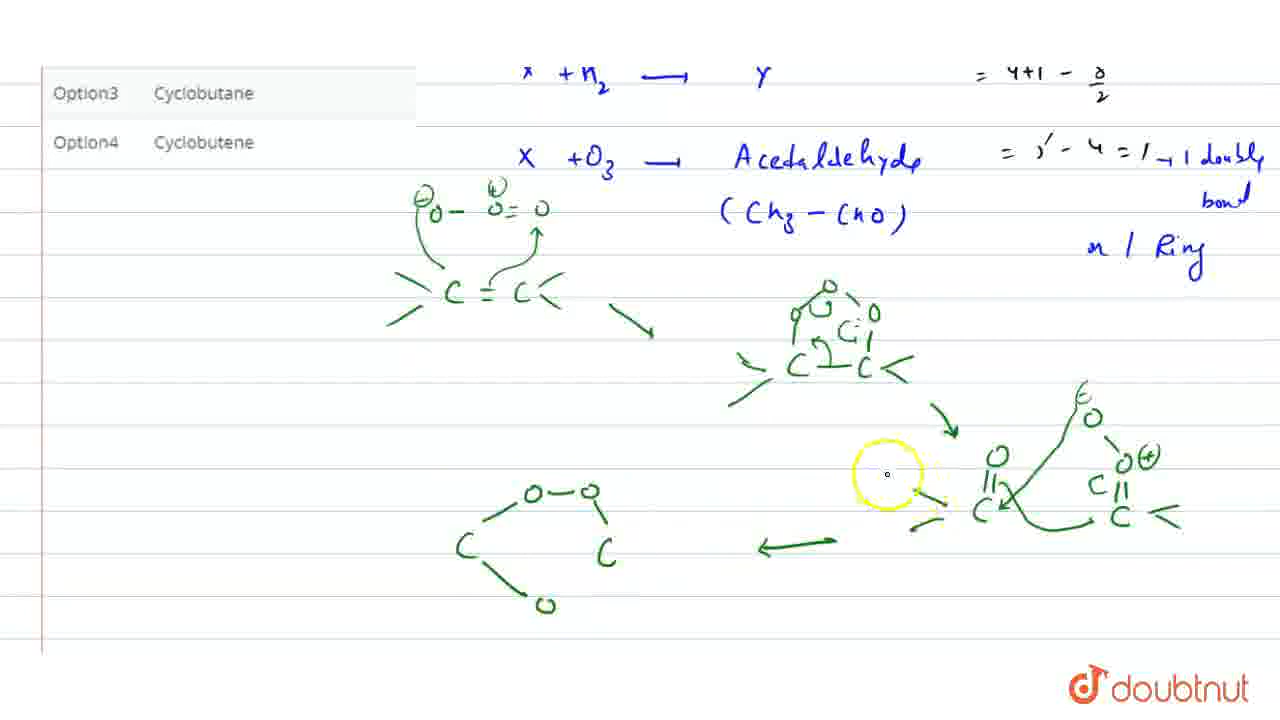 x + H2 → Y
= 4+1 - 8/2
Option3 Cyclobutane
Option4 Cyclobutene
X + O3 → Acetaldehyde
= 5 - 4 = 1 → 1 double
bond
(CH3 - CHO)
or 1 Ring
⊖O - O⊕ = O
C = C
O
O O
C - C
⊖
O
O O⊕
C C
O - O
C C
O
doubtnut